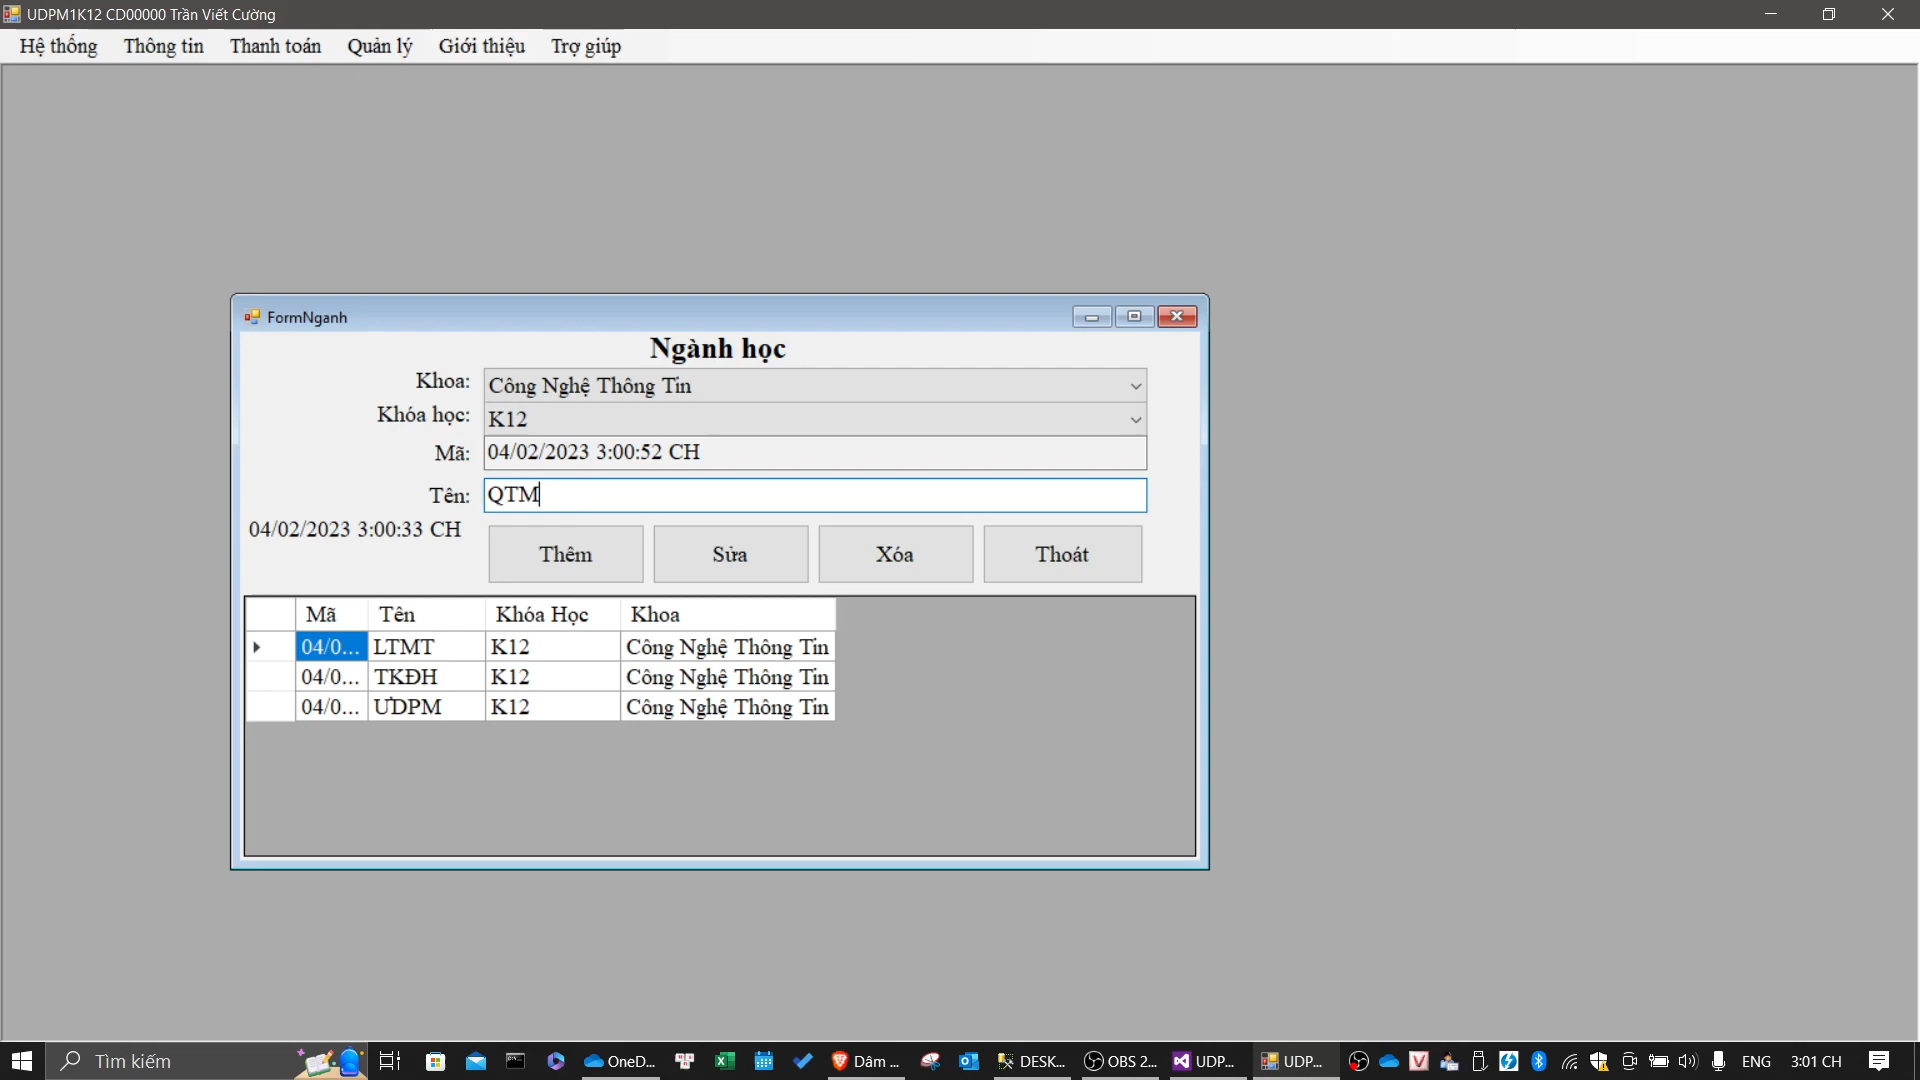 UDPM1K12 CD00000 Trần Viết Cường
Hệ thống Thông tin Thanh toán Quản lý Giới thiệu Trợ giúp
FormNganh
Ngành học
Khoa: Công Nghệ Thông Tin
Khóa học: K12
Mã: 04/02/2023 3:00:52 CH
Tên: QTM
04/02/2023 3:00:33 CH
Thêm Sửa Xóa Thoát
Mã Tên Khóa Học Khoa
04/0... LTMT K12 Công Nghệ Thông Tin
04/0... TKĐH K12 Công Nghệ Thông Tin
04/0... ƯDPM K12 Công Nghệ Thông Tin
Tìm kiếm OneD... Dâm ... DESK... OBS 2... UDP... UDP... ENG 3:01 CH